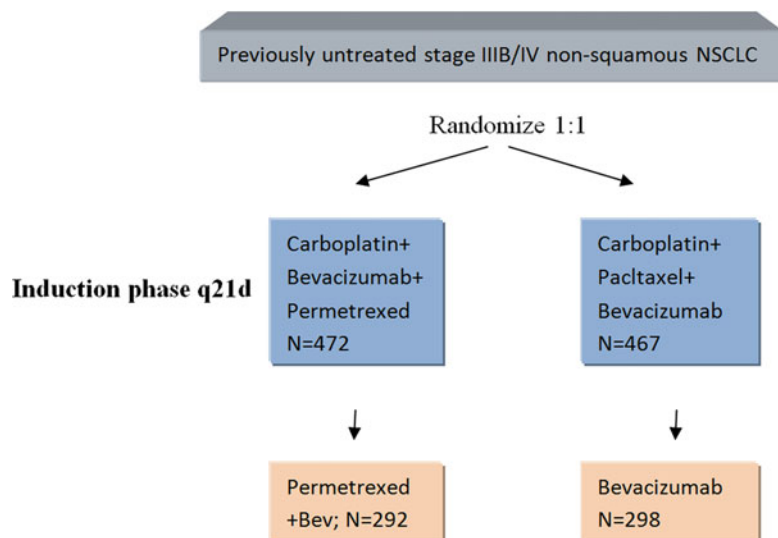 Previously untreated stage IIIB/IV non-squamous NSCLC
Randomize 1:1
Induction phase q21d
Carboplatin+
Bevacizumab+
Permetrexed
N=472
Carboplatin+
Pacltaxel+
Bevacizumab
N=467
Permetrexed
+Bev; N=292
Bevacizumab
N=298